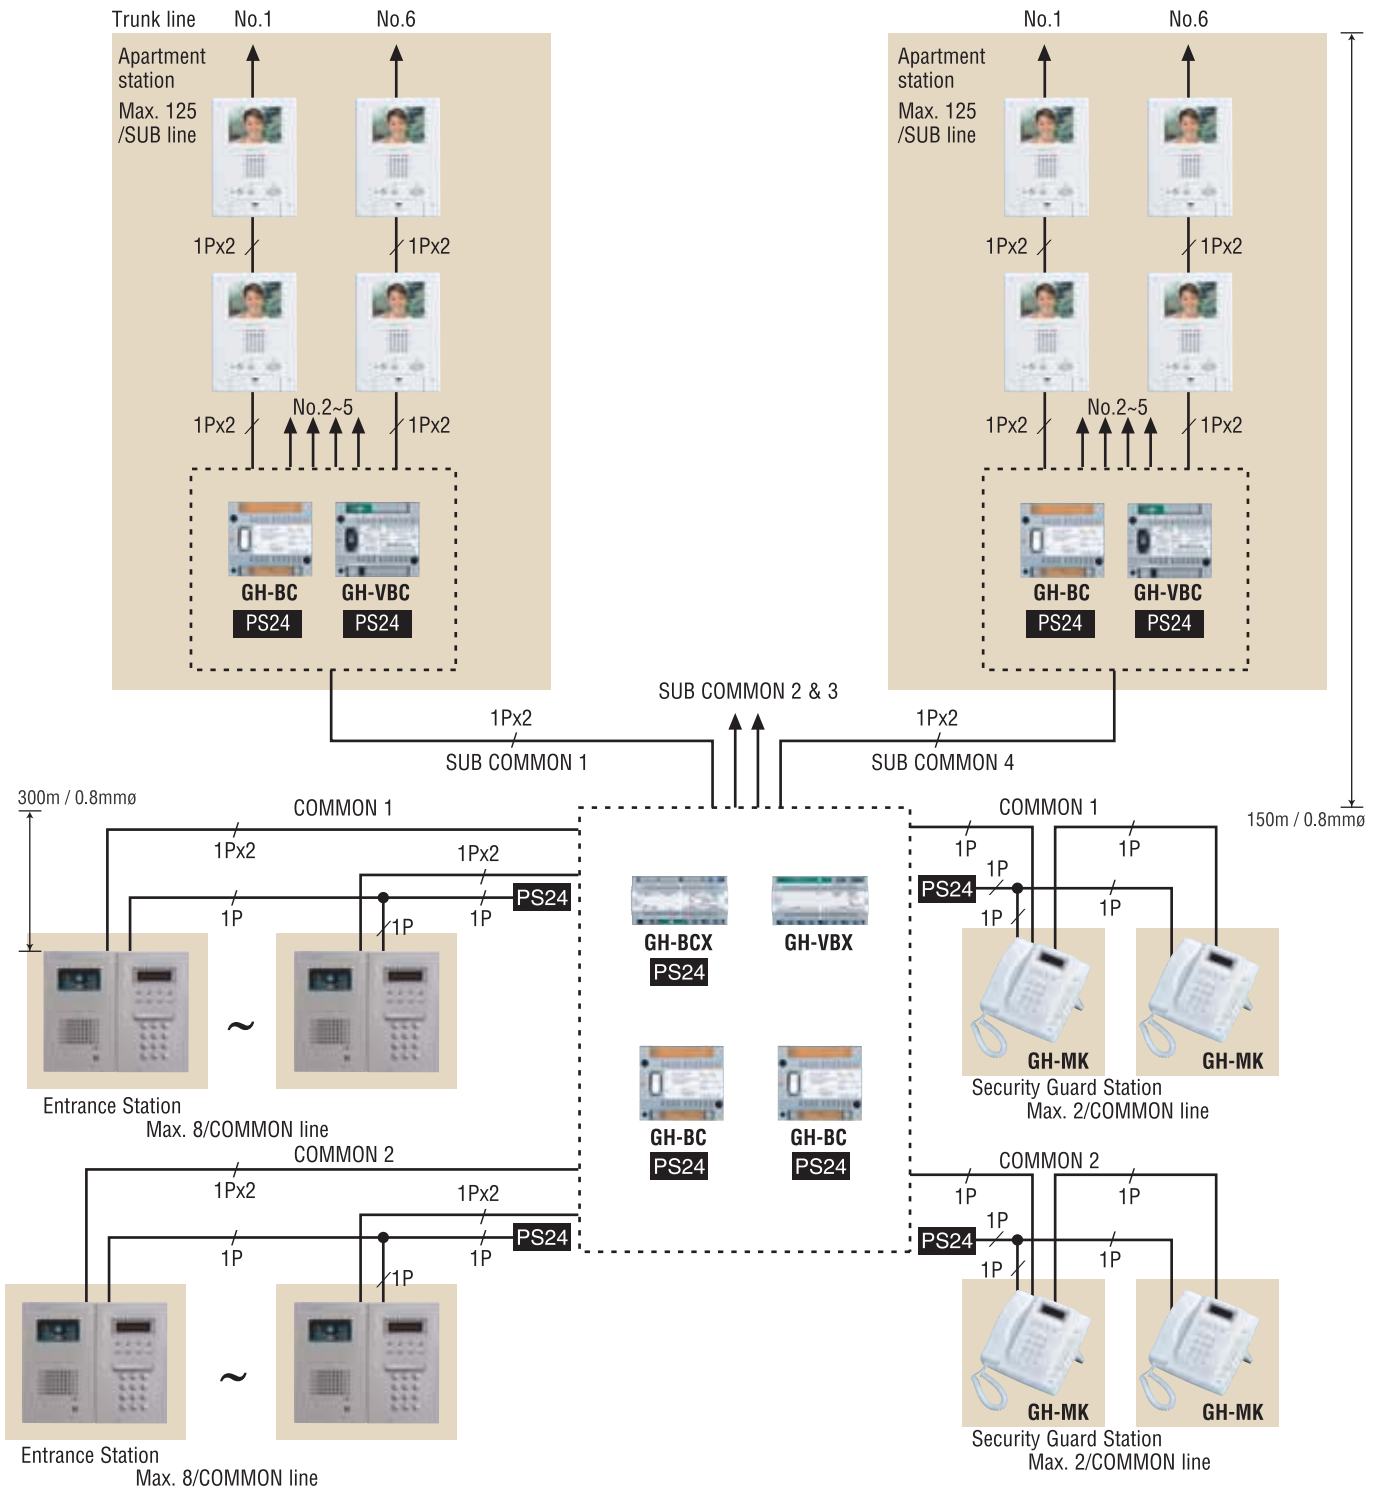 Trunk line No.1 No.6
Apartment
station
Max. 125
/SUB line
1Px2 1Px2
No.2~5
1Px2 1Px2
GH-BC GH-VBC
PS24 PS24
No.1 No.6
Apartment
station
Max. 125
/SUB line
1Px2 1Px2
No.2~5
1Px2 1Px2
GH-BC GH-VBC
PS24 PS24
SUB COMMON 2 & 3
1Px2
SUB COMMON 1
1Px2
SUB COMMON 4
300m / 0.8mmø
150m / 0.8mmø
COMMON 1
1Px2
1Px2
1P
1P
PS24
1P
Entrance Station
Max. 8/COMMON line
COMMON 2
1Px2
1Px2
1P
1P
PS24
1P
~
~
Entrance Station
Max. 8/COMMON line
GH-BCX GH-VBX
PS24
GH-BC GH-BC
PS24 PS24
COMMON 1
1P 1P
PS24
1P
1P
1P
GH-MK GH-MK
Security Guard Station
Max. 2/COMMON line
COMMON 2
1P 1P
PS24
1P
1P
1P
GH-MK GH-MK
Security Guard Station
Max. 2/COMMON line